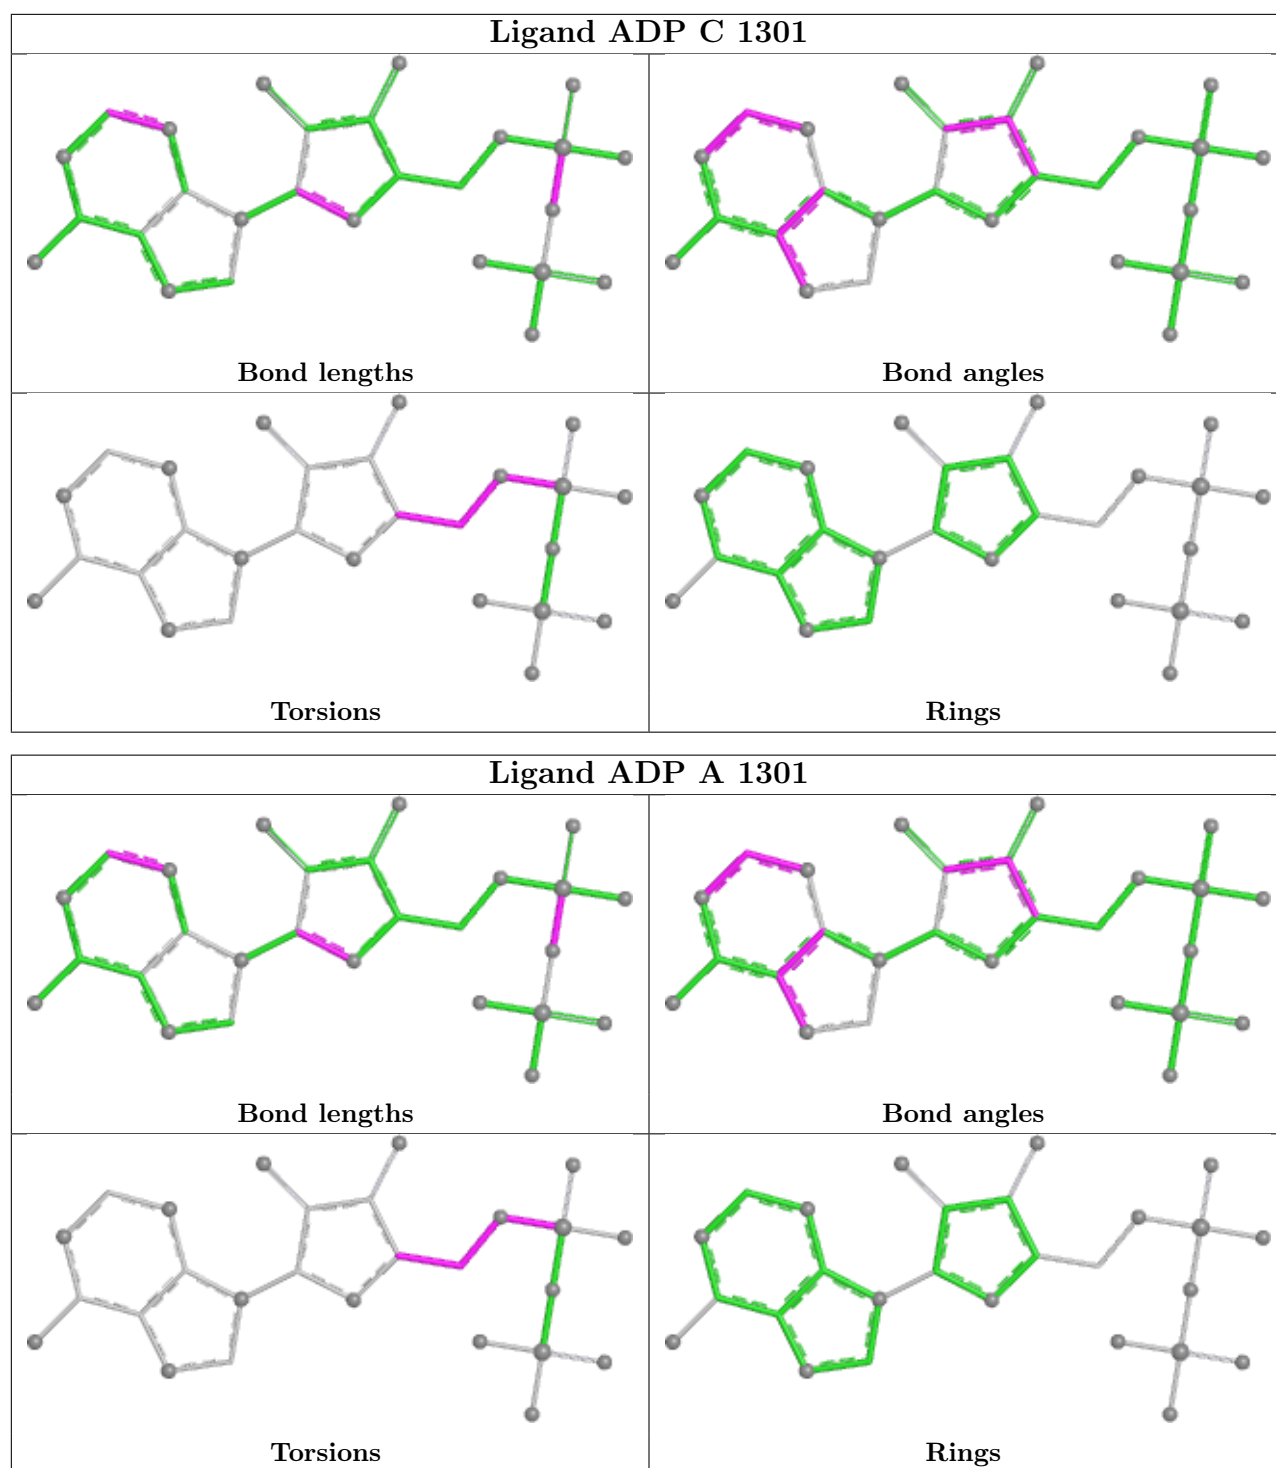 Ligand ADP C 1301
Bond lengths
Bond angles
Torsions
Rings
Ligand ADP A 1301
Bond lengths
Bond angles
Torsions
Rings